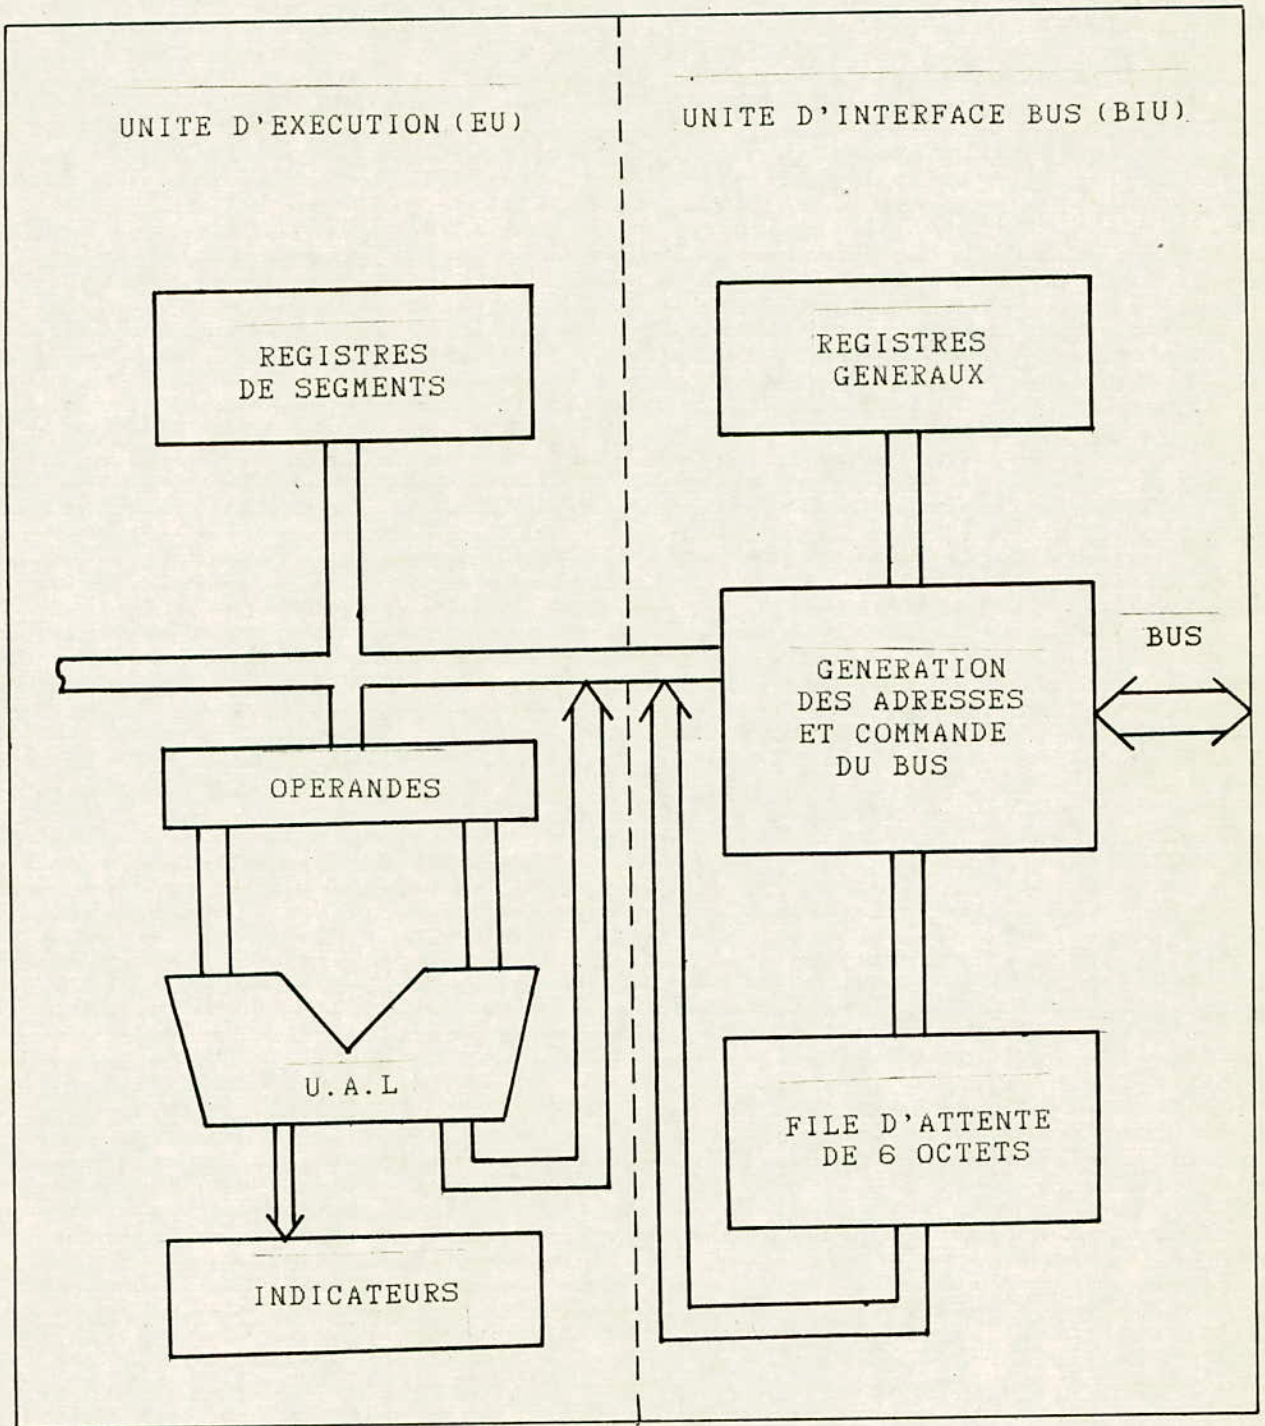 UNITE D'EXECUTION (EU)
UNITE D'INTERFACE BUS (BIU).
REGISTRES
DE SEGMENTS
REGISTRES
GENERAUX
BUS
GENERATION
DES ADRESSES
ET COMMANDE
DU BUS
OPERANDES
U.A.L
FILE D'ATTENTE
DE 6 OCTETS
INDICATEURS